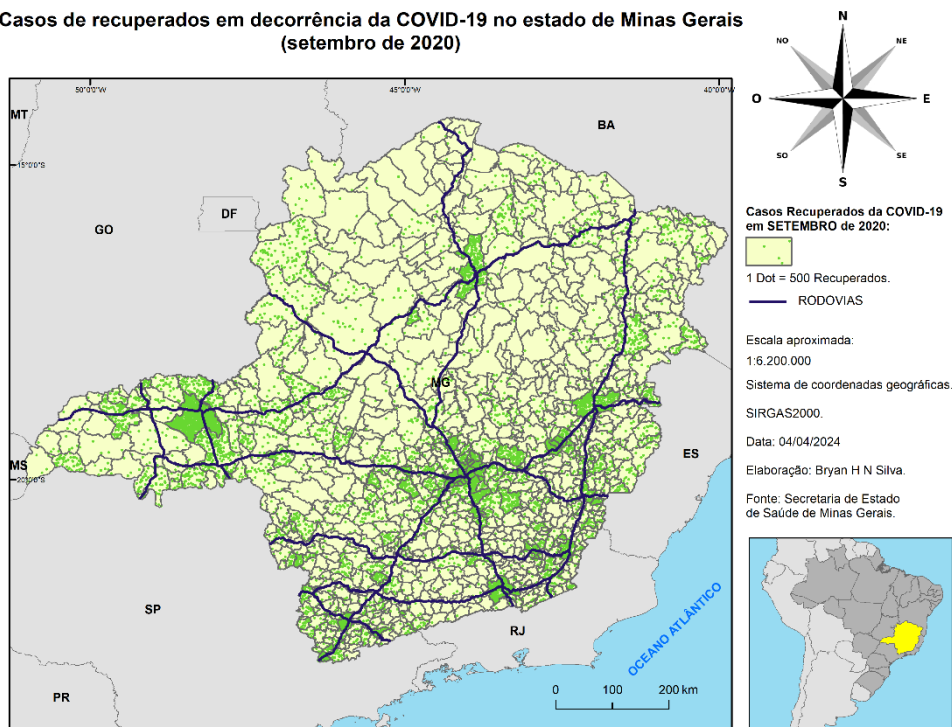 Casos de recuperados em decorrência da COVID-19 no estado de Minas Gerais
(setembro de 2020)
N
NO
NE
O
E
SO
SE
S
50°0'0"W
45°0'0"W
40°0'0"W
MT
BA
15°0'0"S
DF
GO
MG
MS
20°0'0"S
ES
SP
RJ
PR
OCEANO ATLÂNTICO
0 100 200 km
Casos Recuperados da COVID-19
em SETEMBRO de 2020:
1 Dot = 500 Recuperados.
RODOVIAS
Escala aproximada:
1:6.200.000
Sistema de coordenadas geográficas.
SIRGAS2000.
Data: 04/04/2024
Elaboração: Bryan H N Silva.
Fonte: Secretaria de Estado
de Saúde de Minas Gerais.